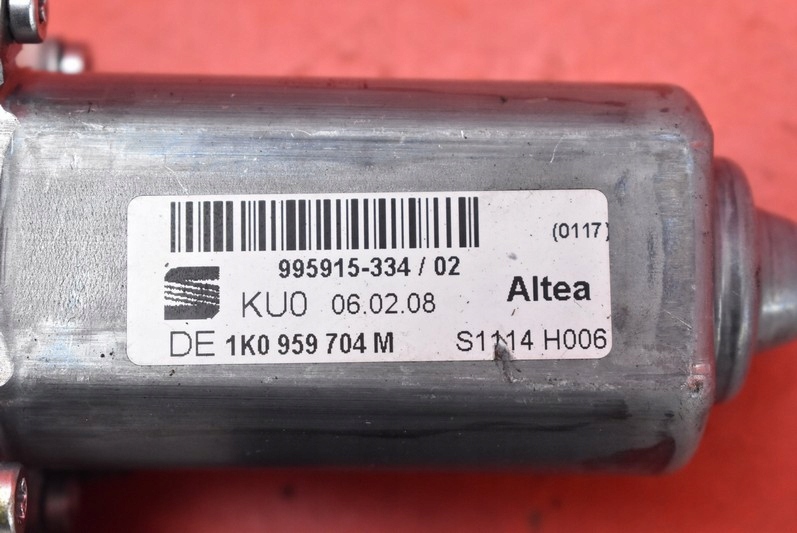 (0117)
995915-334 / 02
KU0 06.02.08 Altea
DE 1K0 959 704 M S1114 H006